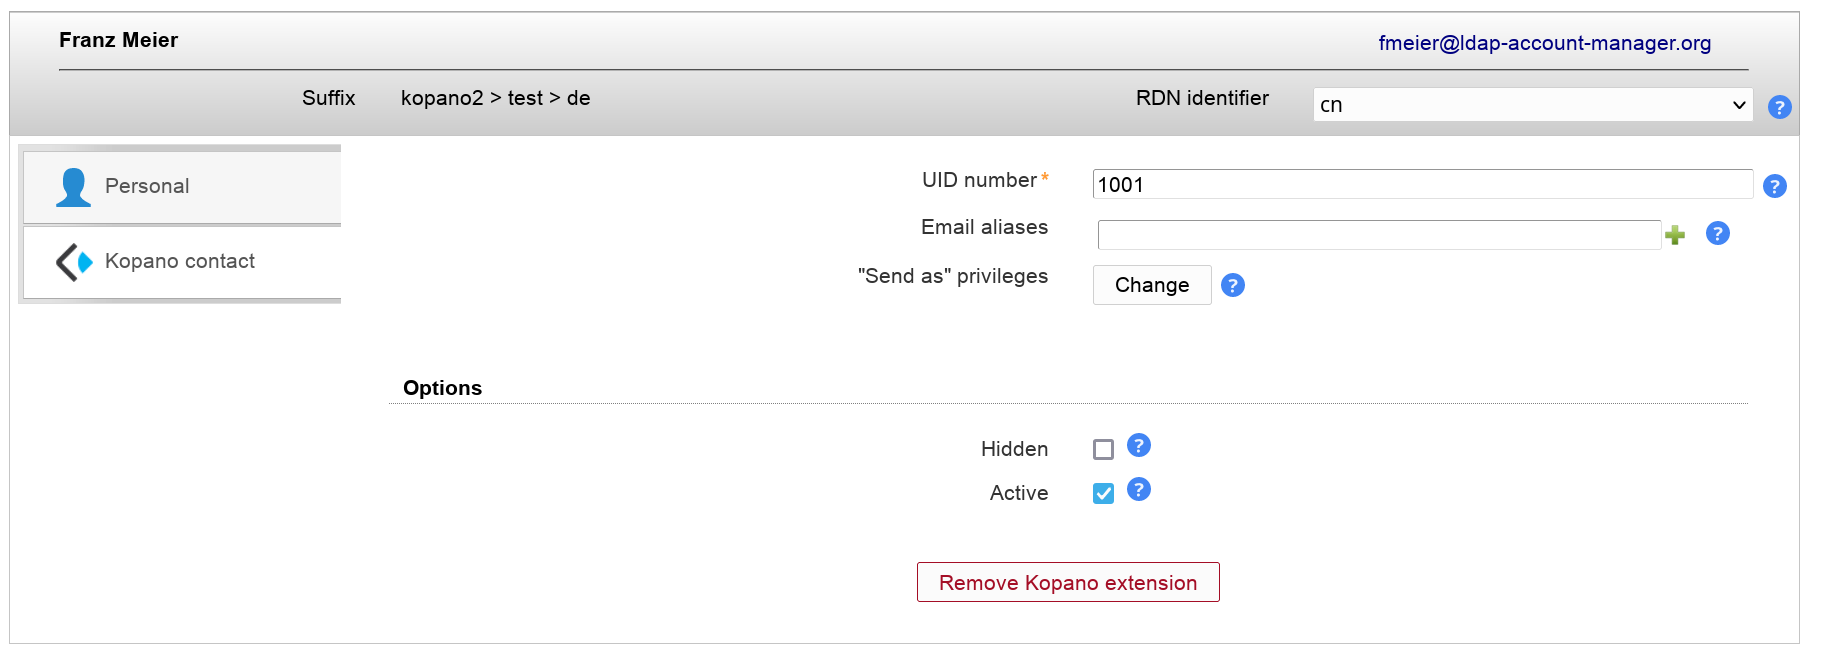 Franz Meier
fmeier@ldap-account-manager.org
Suffix kopano2 > test > de RDN identifier cn ?
Personal
UID number* 1001 ?
Email aliases ?
Kopano contact
"Send as" privileges Change ?
Options
Hidden ?
Active ?
Remove Kopano extension